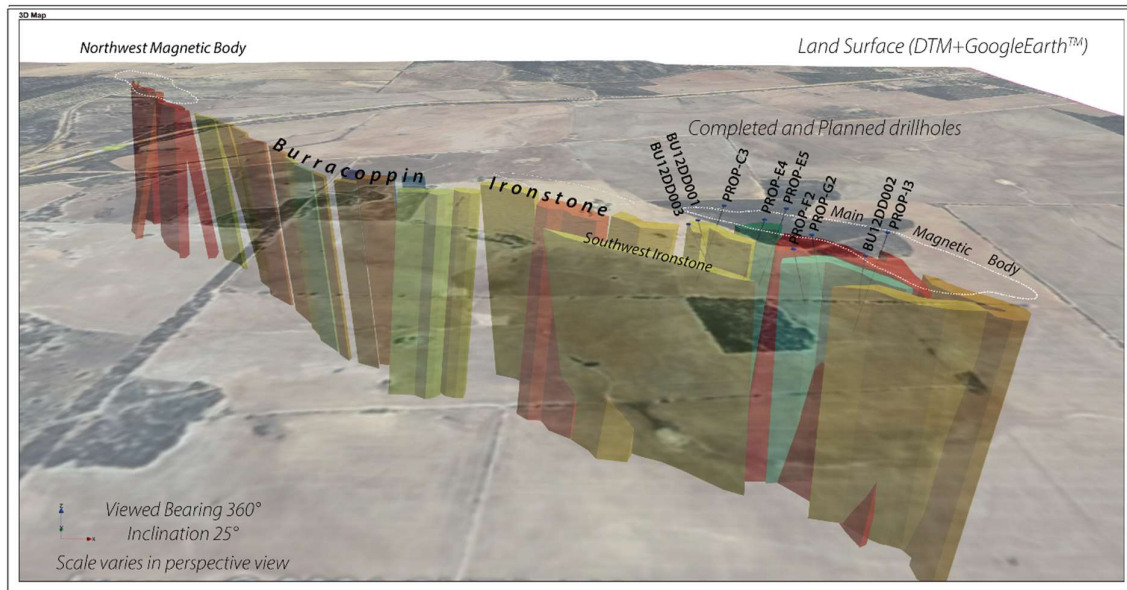 3D Map
Northwest Magnetic Body
Land Surface (DTM+GoogleEarth™)
Completed and Planned drillholes
Burracoppin
Ironstone
BU12DD003
BU12DD001
PROP-C3
PROP-E4
PROP-E5
PROP-E2
PROP-G2
BU12DD002
PROP-I3
Main
Magnetic
Body
Southwest Ironstone
Viewed Bearing 360°
Inclination 25°
Scale varies in perspective view